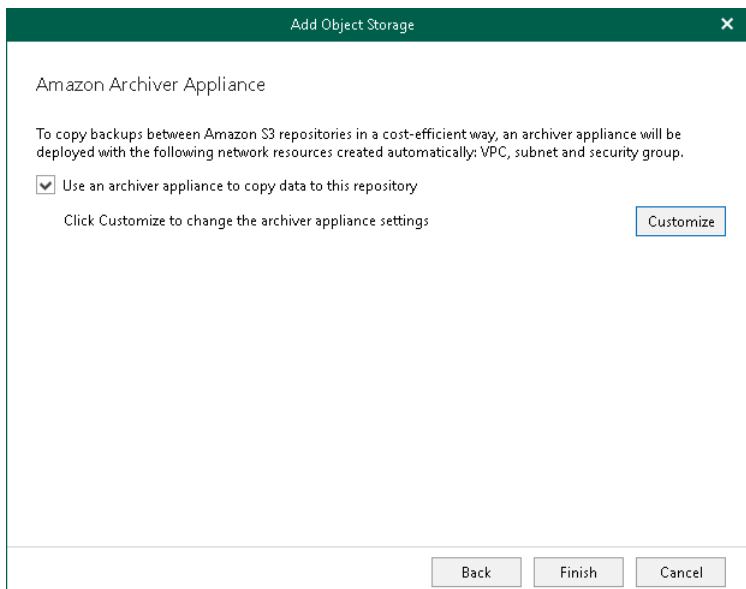 Add Object Storage
Amazon Archiver Appliance
To copy backups between Amazon S3 repositories in a cost-efficient way, an archiver appliance will be
deployed with the following network resources created automatically: VPC, subnet and security group.
Use an archiver appliance to copy data to this repository
Click Customize to change the archiver appliance settings
Customize
Back
Finish
Cancel